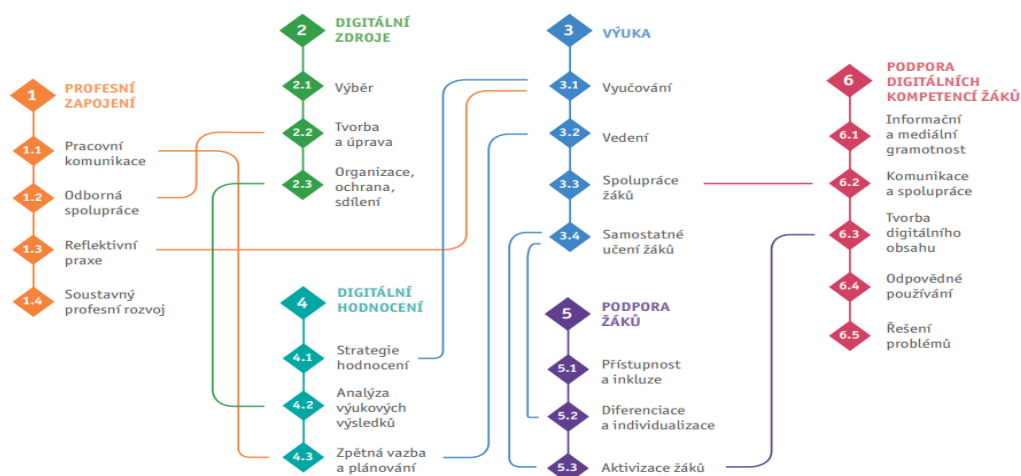 1
PROFESNÍ
ZAPOJENÍ
1.1
Pracovní
komunikace
1.2
Odborná
spolupráce
1.3
Reflektivní
praxe
1.4
Soustavný
profesní rozvoj
2
DIGITÁLNÍ
ZDROJE
2.1
Výběr
2.2
Tvorba
a úprava
2.3
Organizace,
ochrana,
sdílení
3
VÝUKA
3.1
Vyučování
3.2
Vedení
3.3
Spolupráce
žáků
3.4
Samostatné
učení žáků
4
DIGITÁLNÍ
HODNOCENÍ
4.1
Strategie
hodnocení
4.2
Analýza
výukových
výsledků
4.3
Zpětná vazba
a plánování
5
PODPORA
ŽÁKŮ
5.1
Přístupnost
a inkluze
5.2
Diferenciace
a individualizace
5.3
Aktivizace žáků
6
PODPORA
DIGITÁLNÍCH
KOMPETENCÍ ŽÁKŮ
6.1
Informační
a mediální
gramotnost
6.2
Komunikace
a spolupráce
6.3
Tvorba
digitálního
obsahu
6.4
Odpovědné
používání
6.5
Řešení
problémů